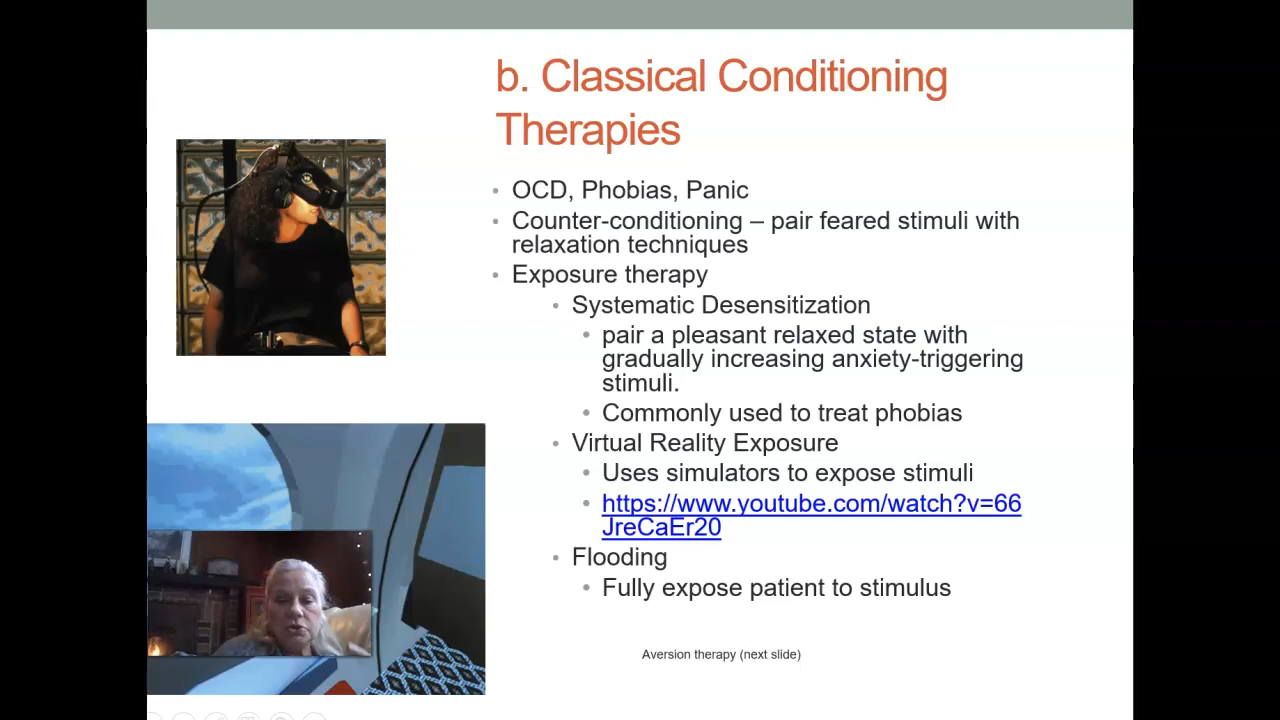 b. Classical Conditioning
Therapies
• OCD, Phobias, Panic
• Counter-conditioning – pair feared stimuli with
relaxation techniques
• Exposure therapy
• Systematic Desensitization
• pair a pleasant relaxed state with
gradually increasing anxiety-triggering
stimuli.
• Commonly used to treat phobias
• Virtual Reality Exposure
• Uses simulators to expose stimuli
• https://www.youtube.com/watch?v=66
JreCaEr20
• Flooding
• Fully expose patient to stimulus
Aversion therapy (next slide)